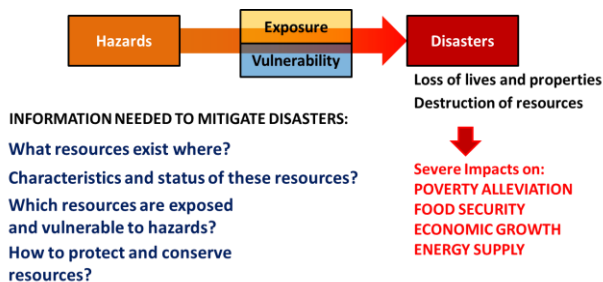 Hazards
Exposure
Vulnerability
Disasters
Loss of lives and properties
Destruction of resources
INFORMATION NEEDED TO MITIGATE DISASTERS:
What resources exist where?
Characteristics and status of these resources?
Which resources are exposed
and vulnerable to hazards?
How to protect and conserve
resources?
Severe Impacts on:
POVERTY ALLEVIATION
FOOD SECURITY
ECONOMIC GROWTH
ENERGY SUPPLY